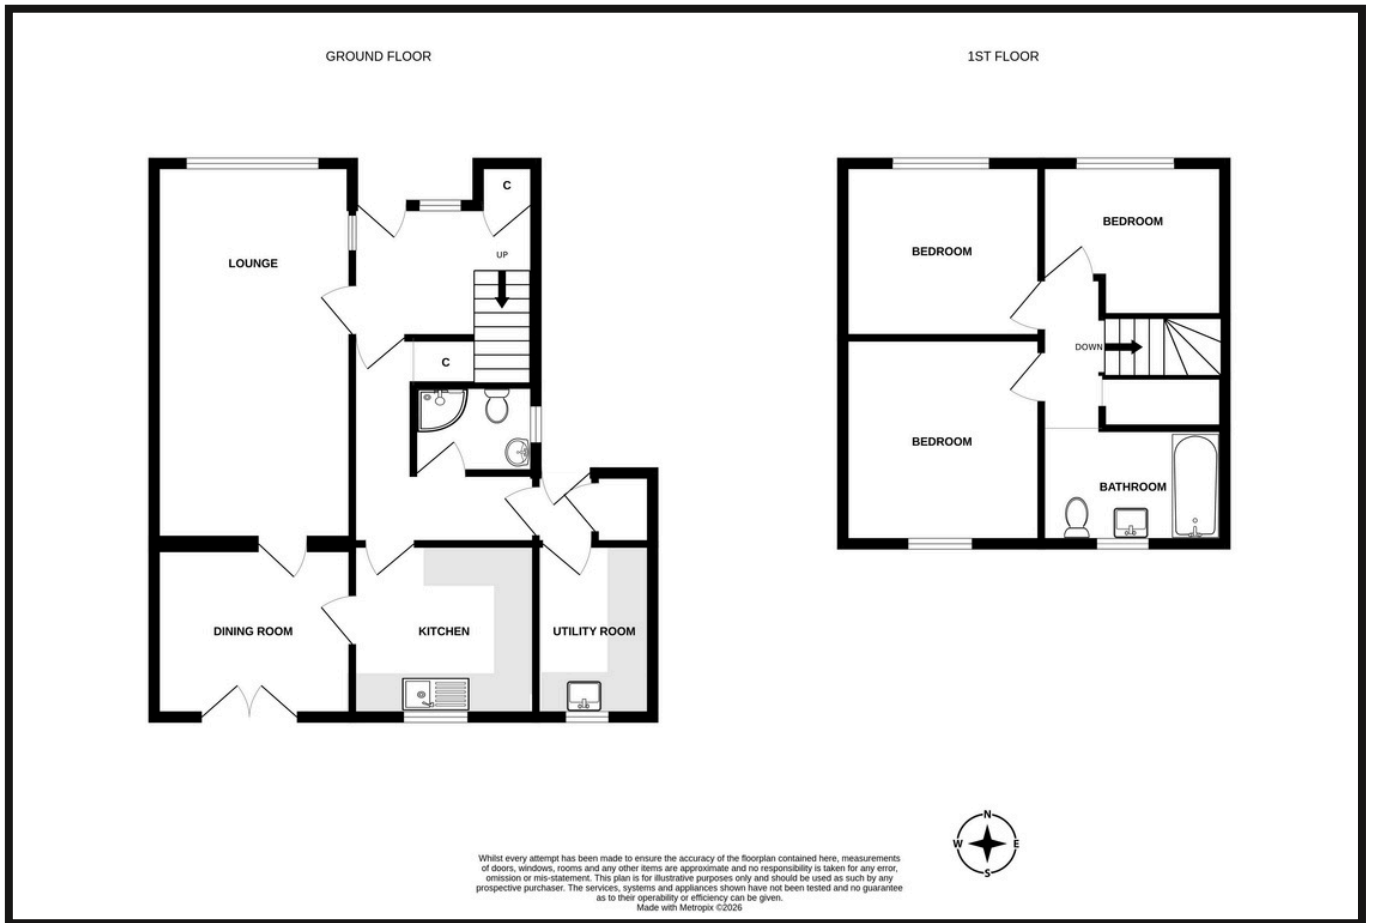 GROUND FLOOR
1ST FLOOR
C
LOUNGE
UP
C
DINING ROOM
KITCHEN
UTILITY ROOM
BEDROOM
BEDROOM
DOWN
BEDROOM
BATHROOM
N
W
E
S
Whilst every attempt has been made to ensure the accuracy of the floorplan contained here, measurements
of doors, windows, rooms and any other items are approximate and no responsibility is taken for any error,
omission or mis-statement. This plan is for illustrative purposes only and should be used as such by any
prospective purchaser. The services, systems and appliances shown have not been tested and no guarantee
as to their operability or efficiency can be given.
Made with Metropix ©2026